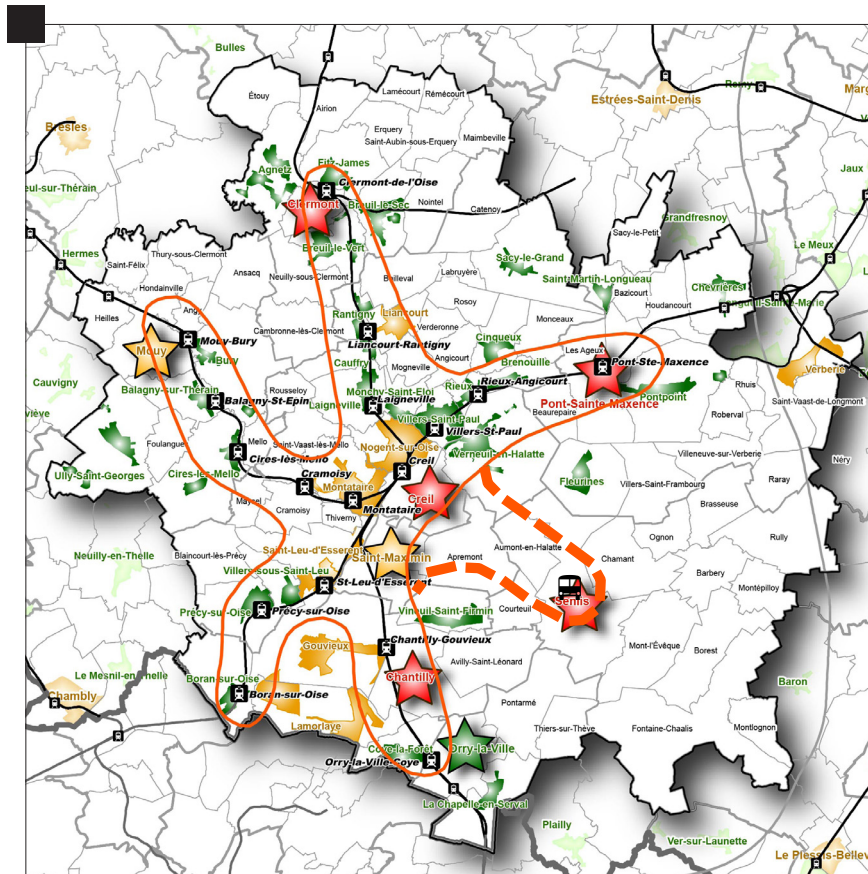 Bulles
Étouy
Airion
Lamécourt
Rémécourt
Remy
Estrées-Saint-Denis
Bresles
Erquery
Saint-Aubin-sous-Erquery
Maimbeville
Jaux
Agnetz
Fitz-James
Clermont-de-l'Oise
Clermont
Breuil-le-Sec
Nointel
Catenoy
Grandfresnoy
Sacy-le-Petit
Le Meux
Hermes
Thury-sous-Clermont
Saint-Félix
Breuil-le-Vert
Neuilly-sous-Clermont
Ansacq
Bailleval
Labruyère
Sacy-le-Grand
Saint-Martin-Longueau
Bazicourt
Chevrières
Hondainville
Angy
Heilles
Rantigny
Liancourt
Rosoy
Monceaux
Houdancourt
Mouy-Bury
Mouy
Bury
Cambronne-lès-Clermont
Verderonne
Liancourt-Rantigny
Angicourt
Cinqueux
Brenouille
Les Ageux
Pont-Ste-Maxence
Verberie
Cauvigny
Balagny-sur-Thérain
Balagny-St-Epin
Rousseloy
Cauffry
Mogneville
Monchy-Saint-Eloi
Laigneville
Laigneville
Rieux
Rieux-Angicourt
Pont-Sainte-Maxence
Pontpoint
Rhuis
Saint-Vaast-de-Longmont
Roberval
Beaurepaire
Villers-Saint-Paul
Villers-St-Paul
Foulangue
Mello
Saint-Vaast-lès-Mello
Nogent-sur-Oise
Verneuil-en-Halatte
Villeneuve-sur-Verberie
Néry
Ully-Saint-Georges
Cires-lès-Mello
Cires-lès-Mello
Cramoisy
Creil
Creil
Montataire
Montataire
Fleurines
Villers-Saint-Frambourg
Raray
Maysel
Cramoisy
Thiverny
Brasseuse
Neuilly-en-Thelle
Blaincourt-lès-Précy
Saint-Leu-d'Esserent
Saint-Maximin
Apremont
Aumont-en-Halatte
Ognon
Chamant
Rully
Barbery
Villers-sous-Saint-Leu
St-Leu-d'Esserent
Montépilloy
Senlis
Précy-sur-Oise
Précy-sur-Oise
Vineuil-Saint-Firmin
Courteuil
Gouvieux
Chantilly-Gouvieux
Avilly-Saint-Léonard
Mont-l'Évêque
Borest
Le Mesnil-en-Thelle
Boran-sur-Oise
Boran-sur-Oise
Chantilly
Baron
Chambly
Pontarmé
Lamorlaye
Thiers-sur-Thève
Fontaine-Chaalis
Montlognon
Coye-la-Forêt
Orry-la-Ville
Orry-la-Ville-Coye
La Chapelle-en-Serval
Plailly
Ver-sur-Launette